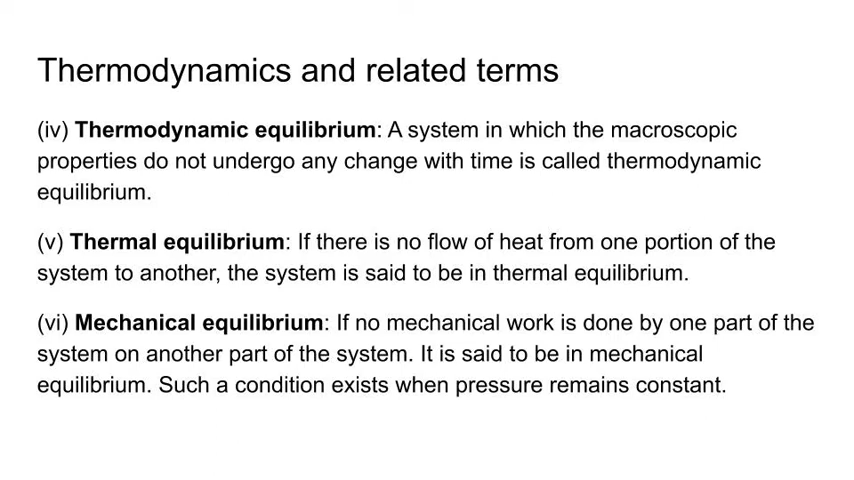 Thermodynamics and related terms
(iv) Thermodynamic equilibrium: A system in which the macroscopic
properties do not undergo any change with time is called thermodynamic
equilibrium.
(v) Thermal equilibrium: If there is no flow of heat from one portion of the
system to another, the system is said to be in thermal equilibrium.
(vi) Mechanical equilibrium: If no mechanical work is done by one part of the
system on another part of the system. It is said to be in mechanical
equilibrium. Such a condition exists when pressure remains constant.